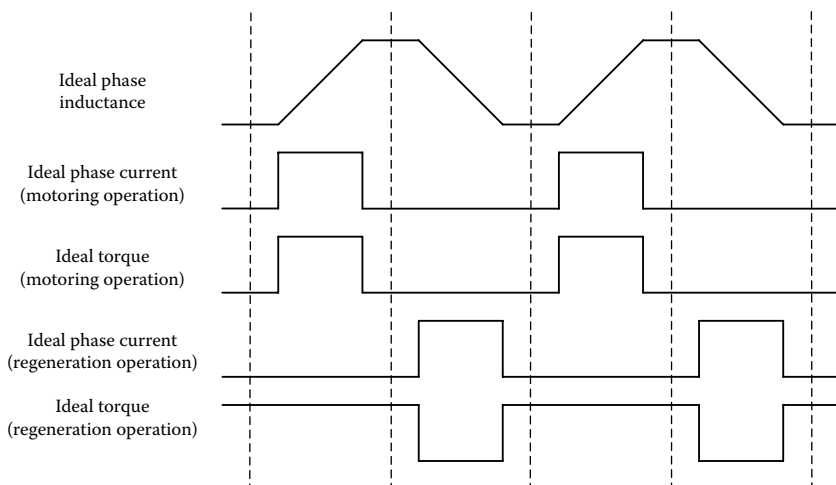 Ideal phase
inductance
Ideal phase current
(motoring operation)
Ideal torque
(motoring operation)
Ideal phase current
(regeneration operation)
Ideal torque
(regeneration operation)